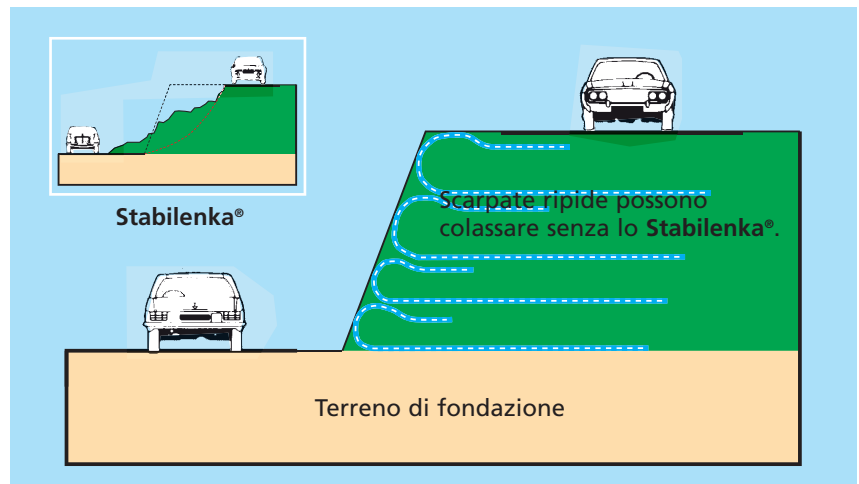 Stabilenka®
Scarpate ripide possono
colassare senza lo Stabilenka®.
Terreno di fondazione